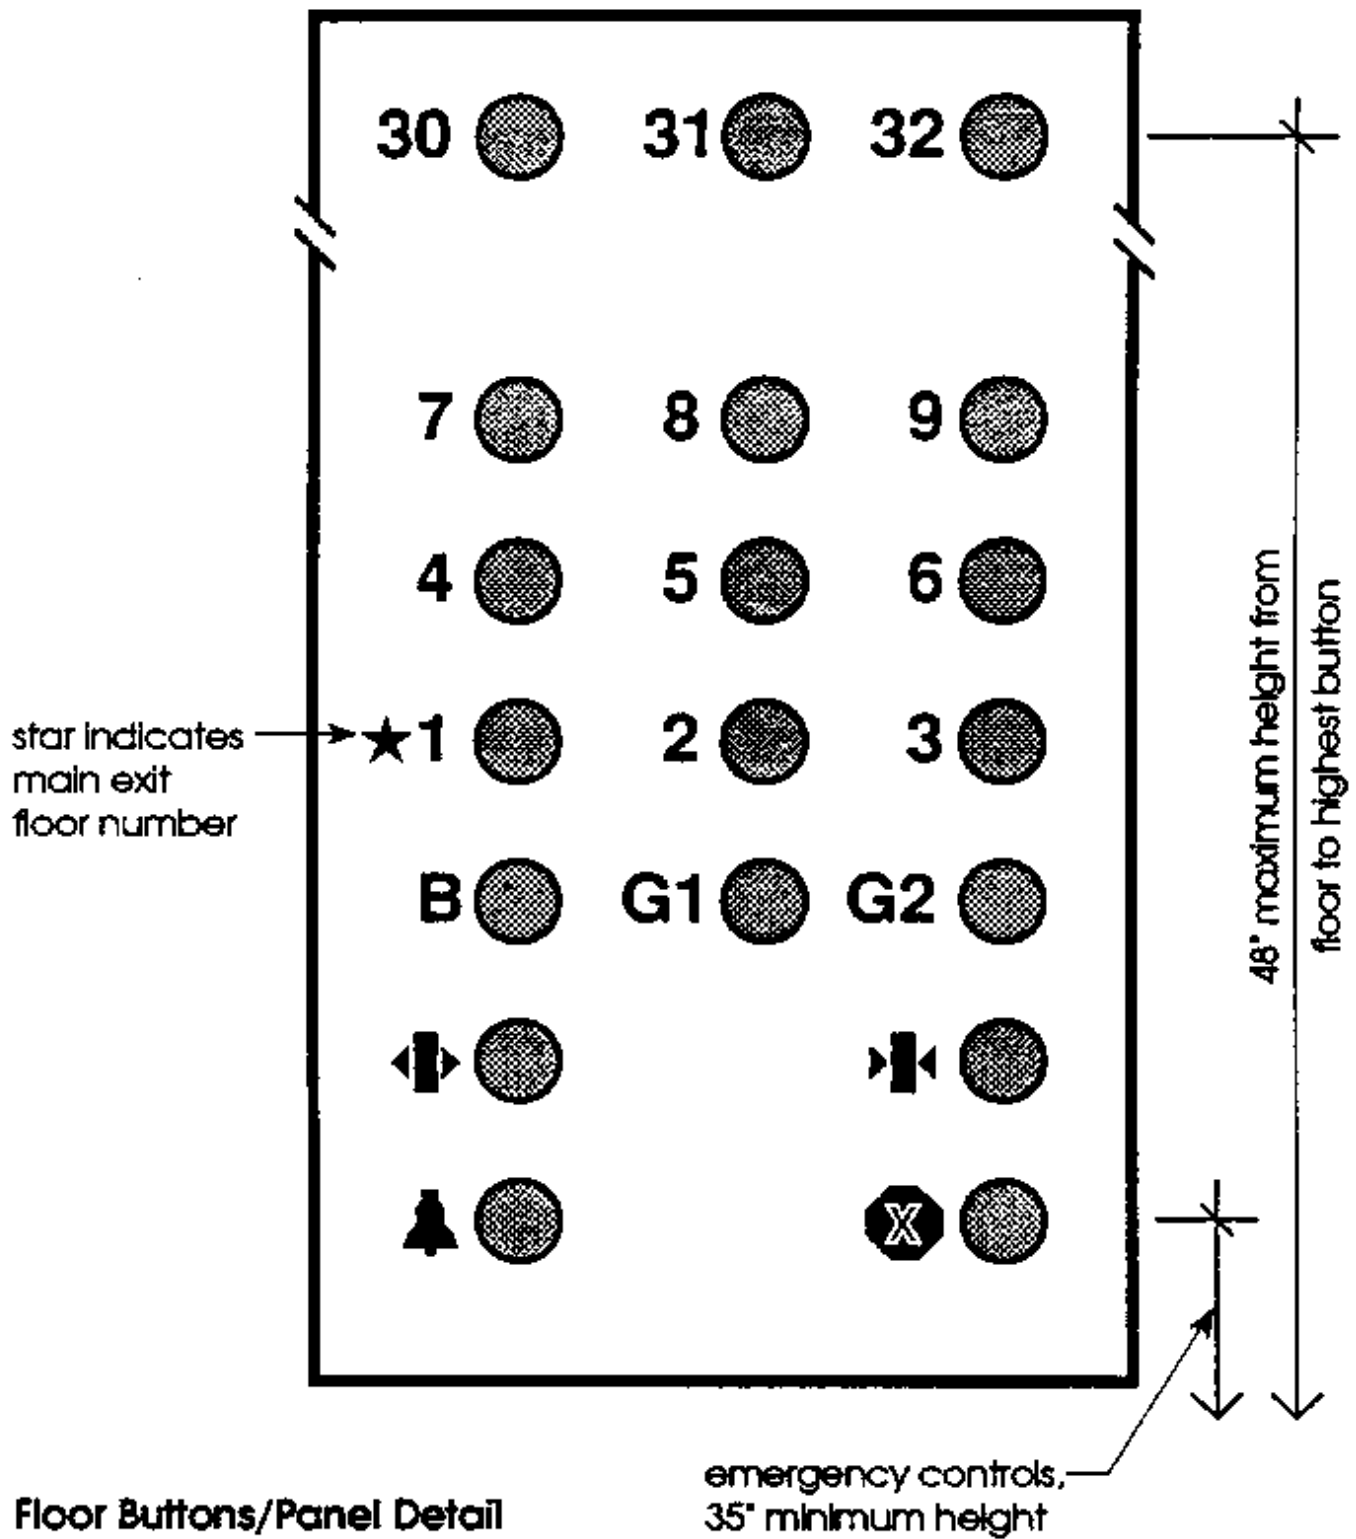 30 31 32
7 8 9
4 5 6
★1 2 3
star indicates
main exit
floor number
B G1 G2
X
48" maximum height from
floor to highest button
emergency controls,
35" minimum height
Floor Buttons/Panel Detail